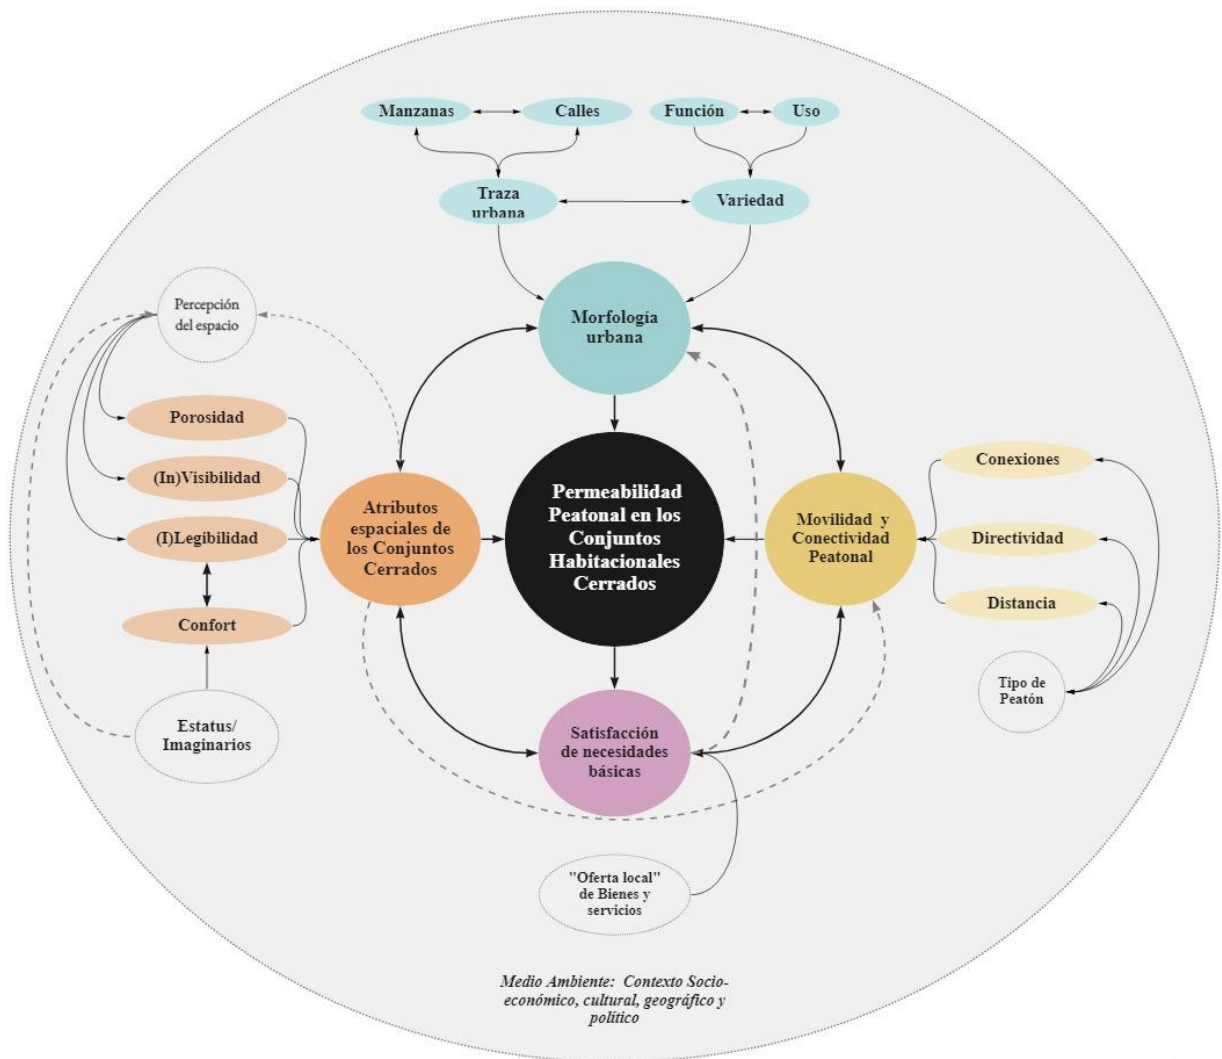 Manzanas
Calles
Función
Uso
Traza
urbana
Variedad
Morfología
urbana
Percepción
del espacio
Porosidad
(In)Visibilidad
(I)Legibilidad
Confort
Estatus/
Imaginarios
Atributos
espaciales de
los Conjuntos
Cerrados
Permeabilidad
Peatonal en los
Conjuntos
Habitacionales
Cerrados
Movilidad y
Conectividad
Peatonal
Conexiones
Directividad
Distancia
Tipo de
Peatón
Satisfacción
de necesidades
básicas
"Oferta local"
de Bienes y
servicios
Medio Ambiente: Contexto Socio-
económico, cultural, geográfico y
político